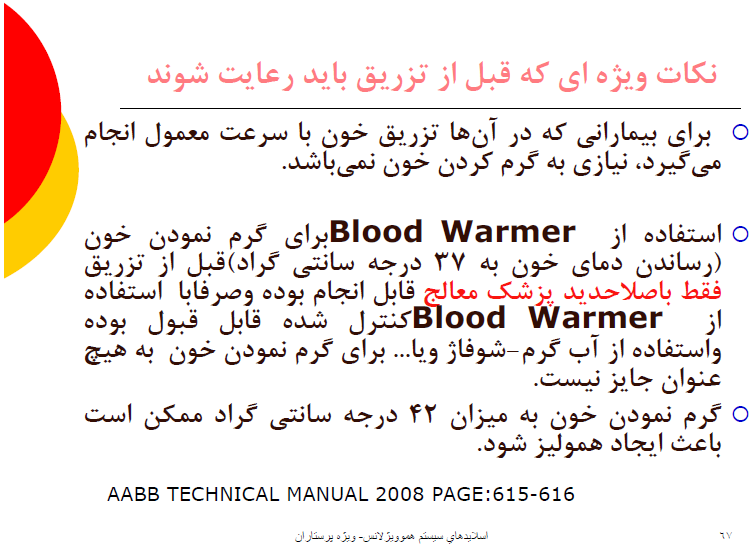 نکات ویژه ای که قبل از تزریق باید رعایت شوند
برای بیمارانی که در آن‌ها تزریق خون با سرعت معمول انجام
می‌گیرد، نیازی به گرم کردن خون نمی‌باشد.
استفاده از Blood Warmerبرای گرم نمودن خون
(رساندن دمای خون به ۳۷ درجه سانتی گراد)قبل از تزریق
فقط باصلاحدید پزشک معالج قابل انجام بوده وصرفابا استفاده
از Blood Warmerکنترل شده قابل قبول بوده
واستفاده از آب گرم-شوفاژ ویا... برای گرم نمودن خون به هیچ
عنوان جایز نیست.
گرم نمودن خون به میزان ۴۲ درجه سانتی گراد ممکن است
باعث ایجاد همولیز شود.
AABB TECHNICAL MANUAL 2008 PAGE:615-616
اسلایدهاي سیستم هموویژلانس- ویژه پرستاران
۶۷